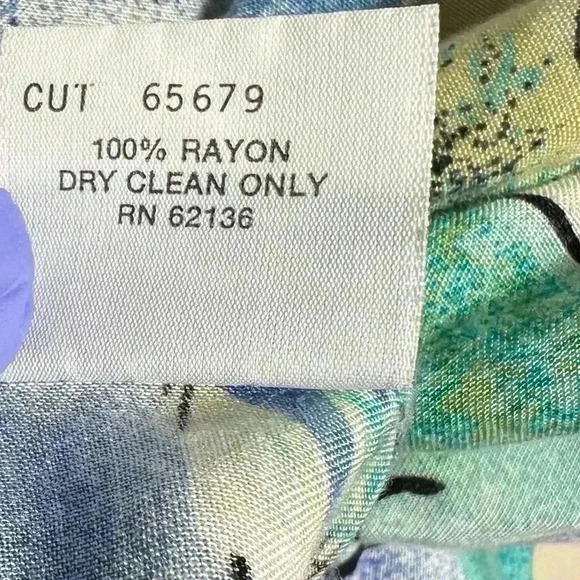 CUT 65679
100% RAYON
DRY CLEAN ONLY
RN 62136